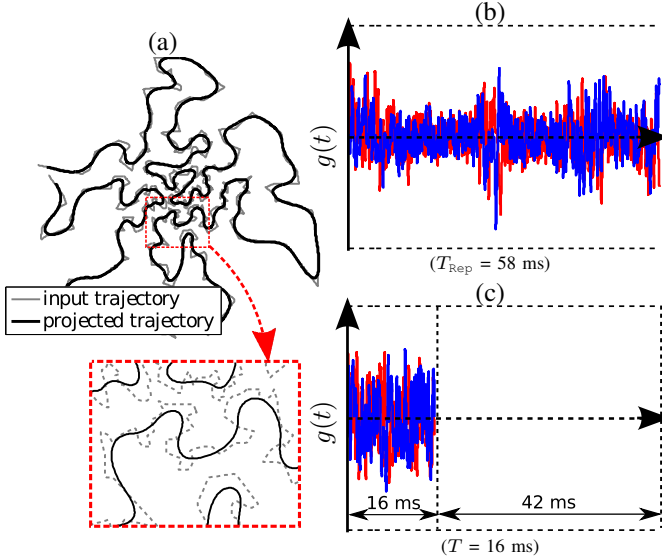 (a)
input trajectory
projected trajectory
(b)
g(t)
(T_Rep = 58 ms)
(c)
g(t)
16 ms
42 ms
(T = 16 ms)